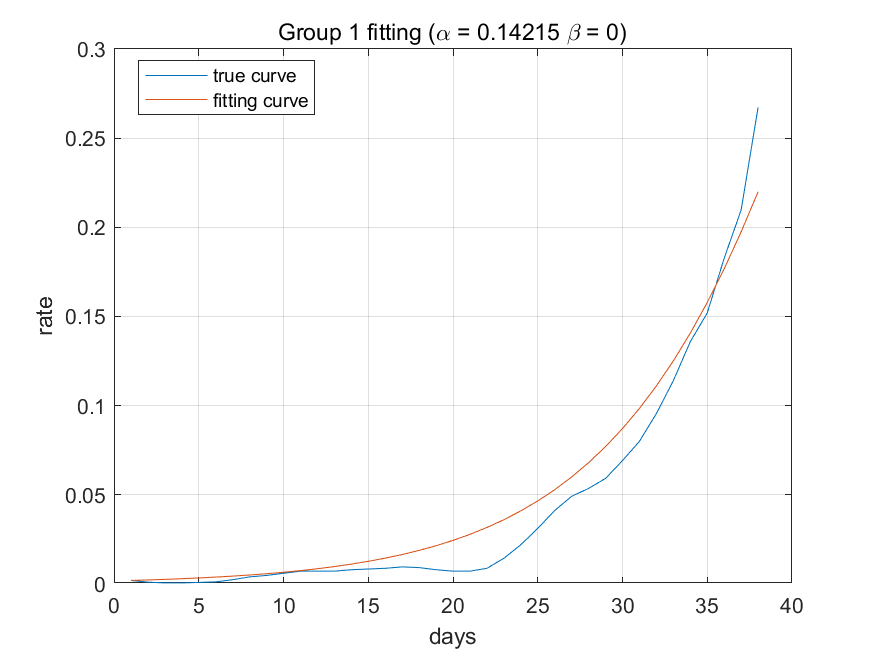 Group 1 fitting (α = 0.14215 β = 0)
true curve
fitting curve
0.3
0.25
0.2
0.15
0.1
0.05
0
rate
0 5 10 15 20 25 30 35 40
days